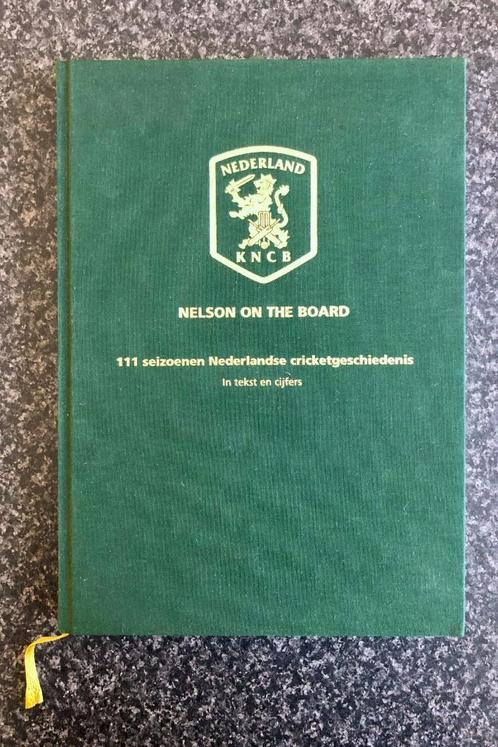 NEDERLAND
KNCB
NELSON ON THE BOARD
111 seizoenen Nederlandse cricketgeschiedenis
In tekst en cijfers